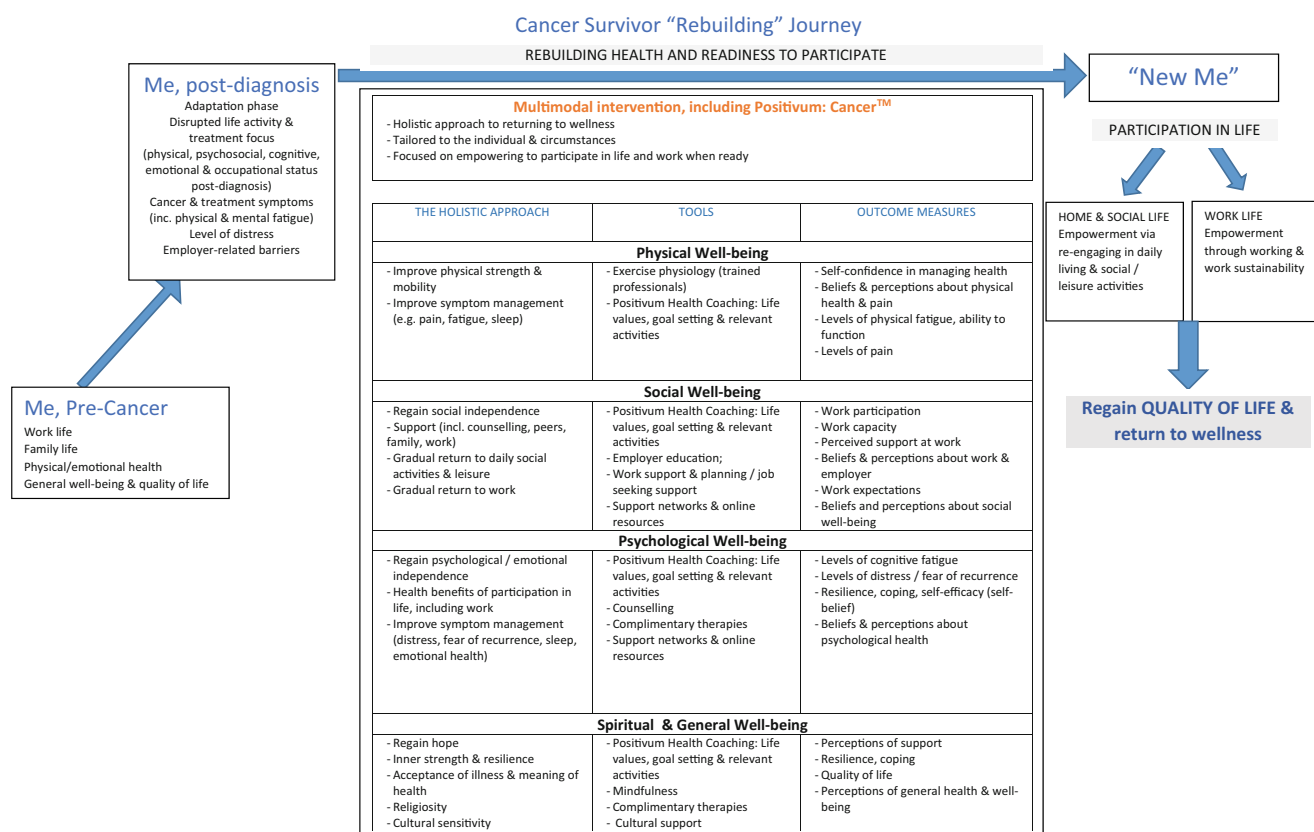 Cancer Survivor “Rebuilding” Journey
REBUILDING HEALTH AND READINESS TO PARTICIPATE
Me, post-diagnosis
Adaptation phase
Disrupted life activity &
treatment focus
(physical, psychosocial, cognitive,
emotional & occupational status
post-diagnosis)
Cancer & treatment symptoms
(inc. physical & mental fatigue)
Level of distress
Employer-related barriers
Me, Pre-Cancer
Work life
Family life
Physical/emotional health
General well-being & quality of life
Multimodal intervention, including Positivum: Cancer™
- Holistic approach to returning to wellness
- Tailored to the individual & circumstances
- Focused on empowering to participate in life and work when ready
THE HOLISTIC APPROACH
TOOLS
OUTCOME MEASURES
Physical Well-being
- Improve physical strength &
mobility
- Improve symptom management
(e.g. pain, fatigue, sleep)
- Exercise physiology (trained
professionals)
- Positivum Health Coaching: Life
values, goal setting & relevant
activities
- Self-confidence in managing health
- Beliefs & perceptions about physical
health & pain
- Levels of physical fatigue, ability to
function
- Levels of pain
Social Well-being
- Regain social independence
- Support (incl. counselling, peers,
family, work)
- Gradual return to daily social
activities & leisure
- Gradual return to work
- Positivum Health Coaching: Life
values, goal setting & relevant
activities
- Employer education;
- Work support & planning / job
seeking support
- Support networks & online
resources
- Work participation
- Work capacity
- Perceived support at work
- Beliefs & perceptions about work &
employer
- Work expectations
- Beliefs and perceptions about social
well-being
Psychological Well-being
- Regain psychological / emotional
independence
- Health benefits of participation in
life, including work
- Improve symptom management
(distress, fear of recurrence, sleep,
emotional health)
- Positivum Health Coaching: Life
values, goal setting & relevant
activities
- Counselling
- Complimentary therapies
- Support networks & online
resources
- Levels of cognitive fatigue
- Levels of distress / fear of recurrence
- Resilience, coping, self-efficacy (self-
belief)
- Beliefs & perceptions about
psychological health
Spiritual & General Well-being
- Regain hope
- Inner strength & resilience
- Acceptance of illness & meaning of
health
- Religiosity
- Cultural sensitivity
- Positivum Health Coaching: Life
values, goal setting & relevant
activities
- Mindfulness
- Complimentary therapies
- Cultural support
- Perceptions of support
- Resilience, coping
- Quality of life
- Perceptions of general health & well-
being
“New Me”
PARTICIPATION IN LIFE
HOME & SOCIAL LIFE
Empowerment via
re-engaging in daily
living & social /
leisure activities
WORK LIFE
Empowerment
through working &
work sustainability
Regain QUALITY OF LIFE &
return to wellness